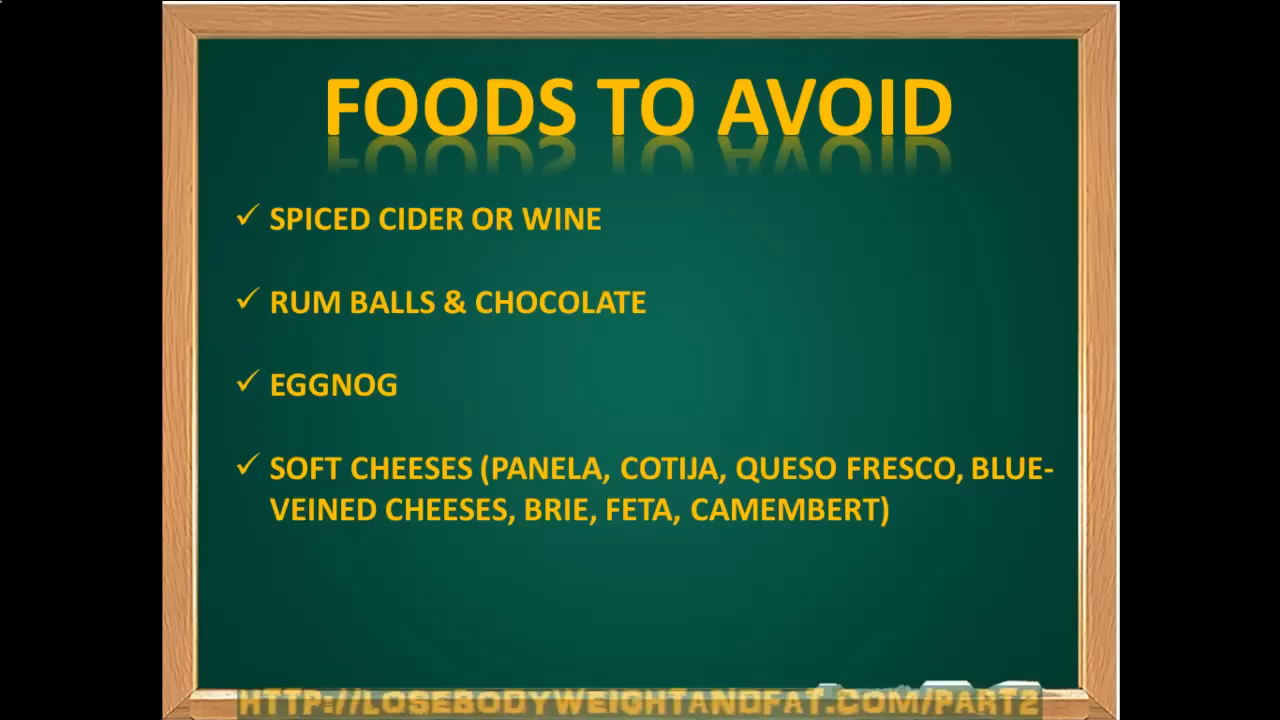 FOODS TO AVOID
✓ SPICED CIDER OR WINE
✓ RUM BALLS & CHOCOLATE
✓ EGGNOG
✓ SOFT CHEESES (PANELA, COTIJA, QUESO FRESCO, BLUE-
VEINED CHEESES, BRIE, FETA, CAMEMBERT)
HTTP://LOSEBODYWEIGHTANDFAT.COM/PART2